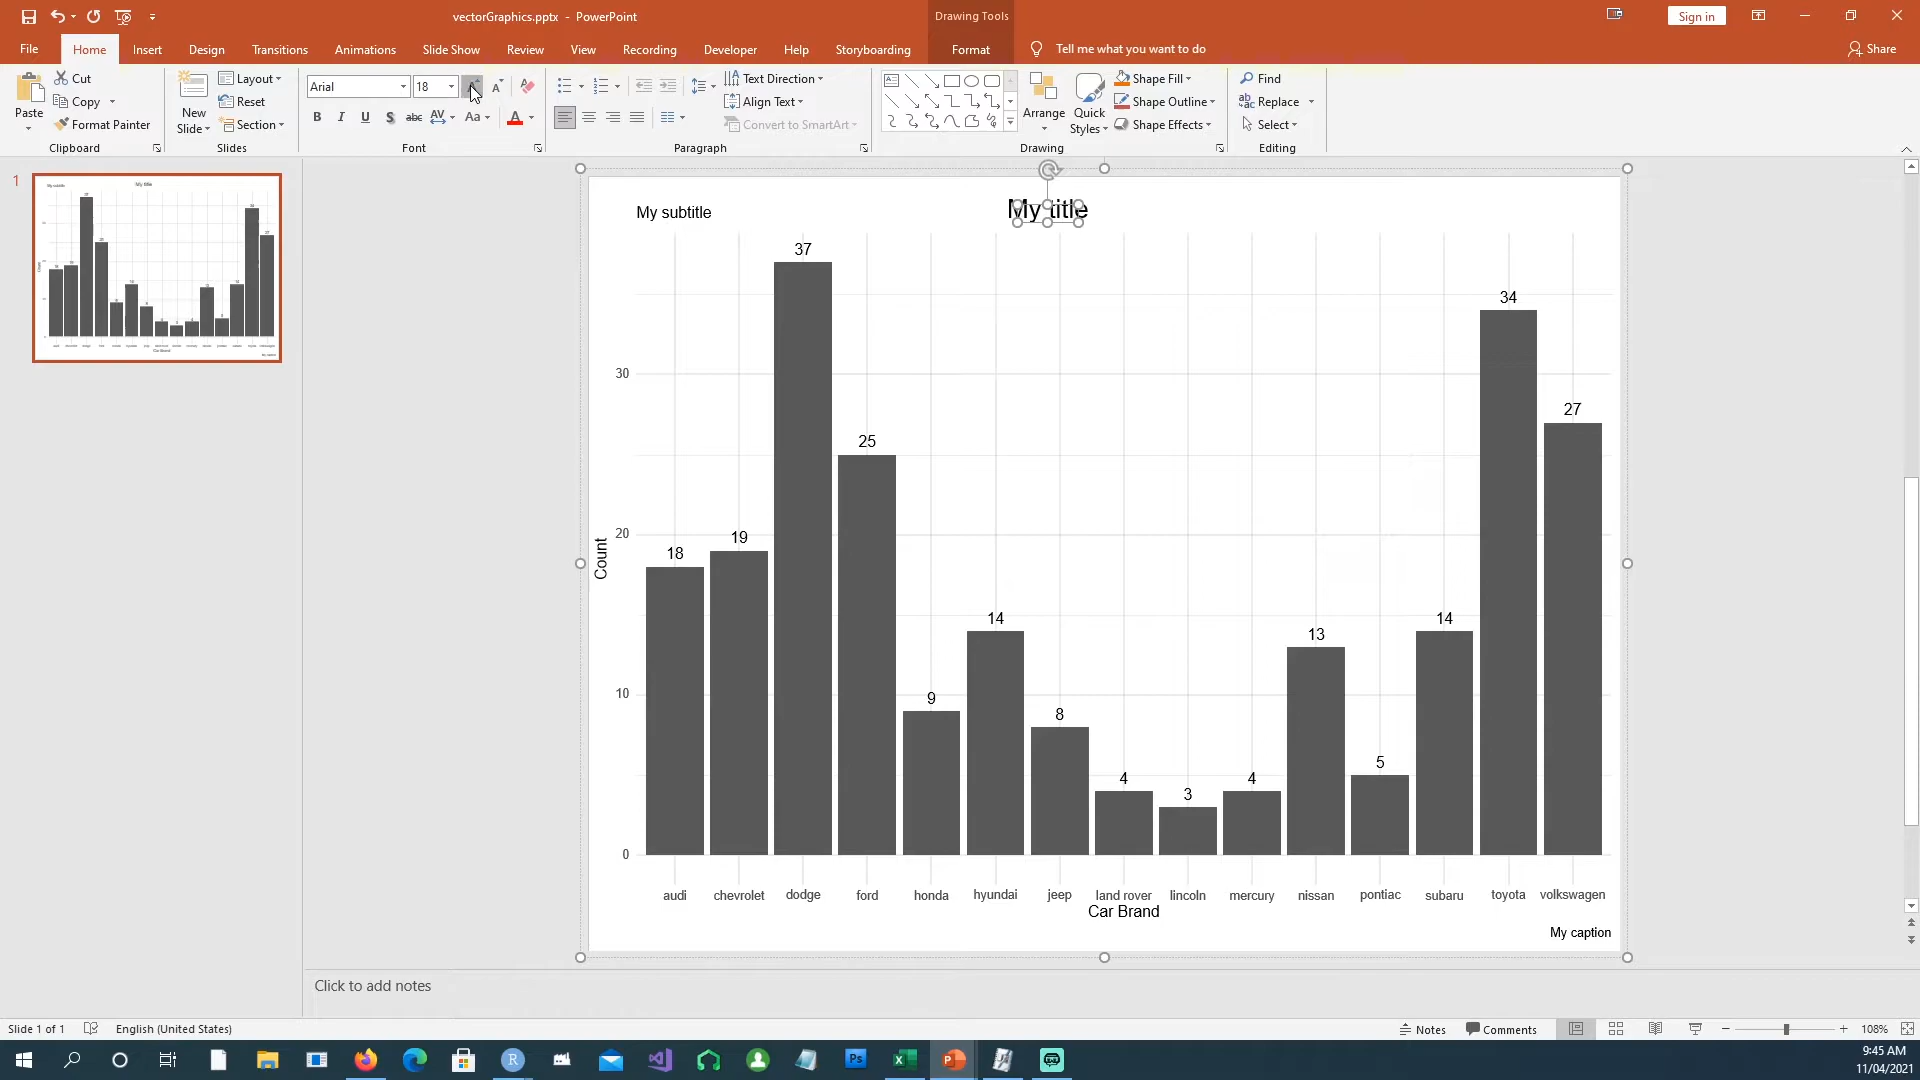 vectorGraphics.pptx - PowerPoint
Drawing Tools
Sign in
File
Home
Insert
Design
Transitions
Animations
Slide Show
Review
View
Recording
Developer
Help
Storyboarding
Format
Tell me what you want to do
Share
Paste
Cut
Copy
Format Painter
Clipboard
New Slide
Layout
Reset
Section
Slides
Arial
18
B I U S abc AV Aa A
Font
Text Direction
Align Text
Convert to SmartArt
Paragraph
Arrange
Quick Styles
Shape Fill
Shape Outline
Shape Effects
Drawing
Find
Replace
Select
Editing
1
My subtitle
My title
37
34
30
27
25
20
19
18
14
14
13
10
9
8
5
4
4
3
0
Count
audi chevrolet dodge ford honda hyundai jeep land rover lincoln mercury nissan pontiac subaru toyota volkswagen
Car Brand
My caption
Click to add notes
Slide 1 of 1
English (United States)
Notes
Comments
108%
9:45 AM
11/04/2021